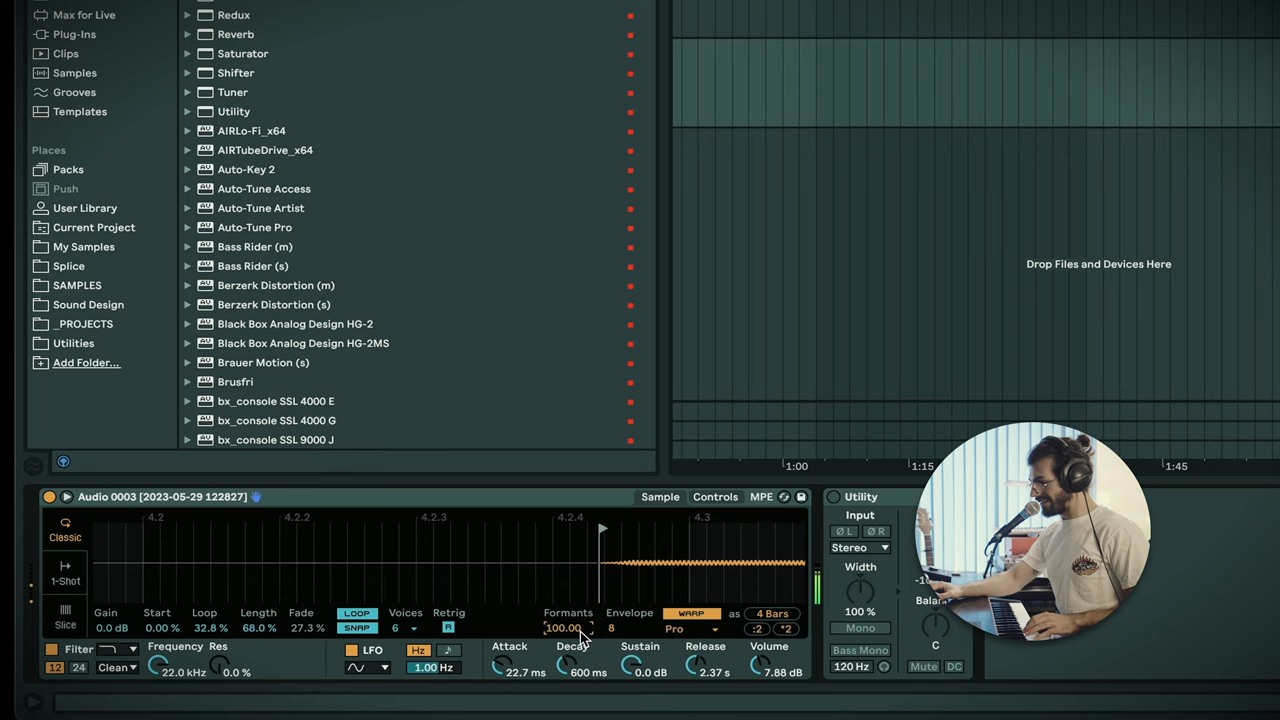 Max for Live
Plug-Ins
Clips
Samples
Grooves
Templates
Places
Packs
Push
User Library
Current Project
My Samples
Splice
SAMPLES
Sound Design
_PROJECTS
Utilities
Add Folder...
Redux
Reverb
Saturator
Shifter
Tuner
Utility
AIRLo-Fi_x64
AIRTubeDrive_x64
Auto-Key 2
Auto-Tune Access
Auto-Tune Artist
Auto-Tune Pro
Bass Rider (m)
Bass Rider (s)
Berzerk Distortion (m)
Berzerk Distortion (s)
Black Box Analog Design HG-2
Black Box Analog Design HG-2MS
Brauer Motion (s)
Brusfri
bx_console SSL 4000 E
bx_console SSL 4000 G
bx_console SSL 9000 J
Drop Files and Devices Here
1:00
1:15
1:45
Audio 0003 [2023-05-29 122827]
Sample
Controls
MPE
4.2
4.2.2
4.2.3
4.2.4
4.3
Classic
1-Shot
Slice
Gain
Start
Loop
Length
Fade
LOOP
Voices
Retrig
Formants
Envelope
WARP
as
4 Bars
0.0 dB
0.00 %
32.8 %
68.0 %
27.3 %
SNAP
6
R
100.00
8
Pro
:2
*2
Filter
12
24
Clean
Frequency
22.0 kHz
Res
0.0 %
LFO
Hz
1.00 Hz
Attack
22.7 ms
Decay
600 ms
Sustain
0.0 dB
Release
2.37 s
Volume
7.88 dB
Utility
Input
Ø L
Ø R
Stereo
Width
100 %
Mono
Bass Mono
120 Hz
C
Mute
DC